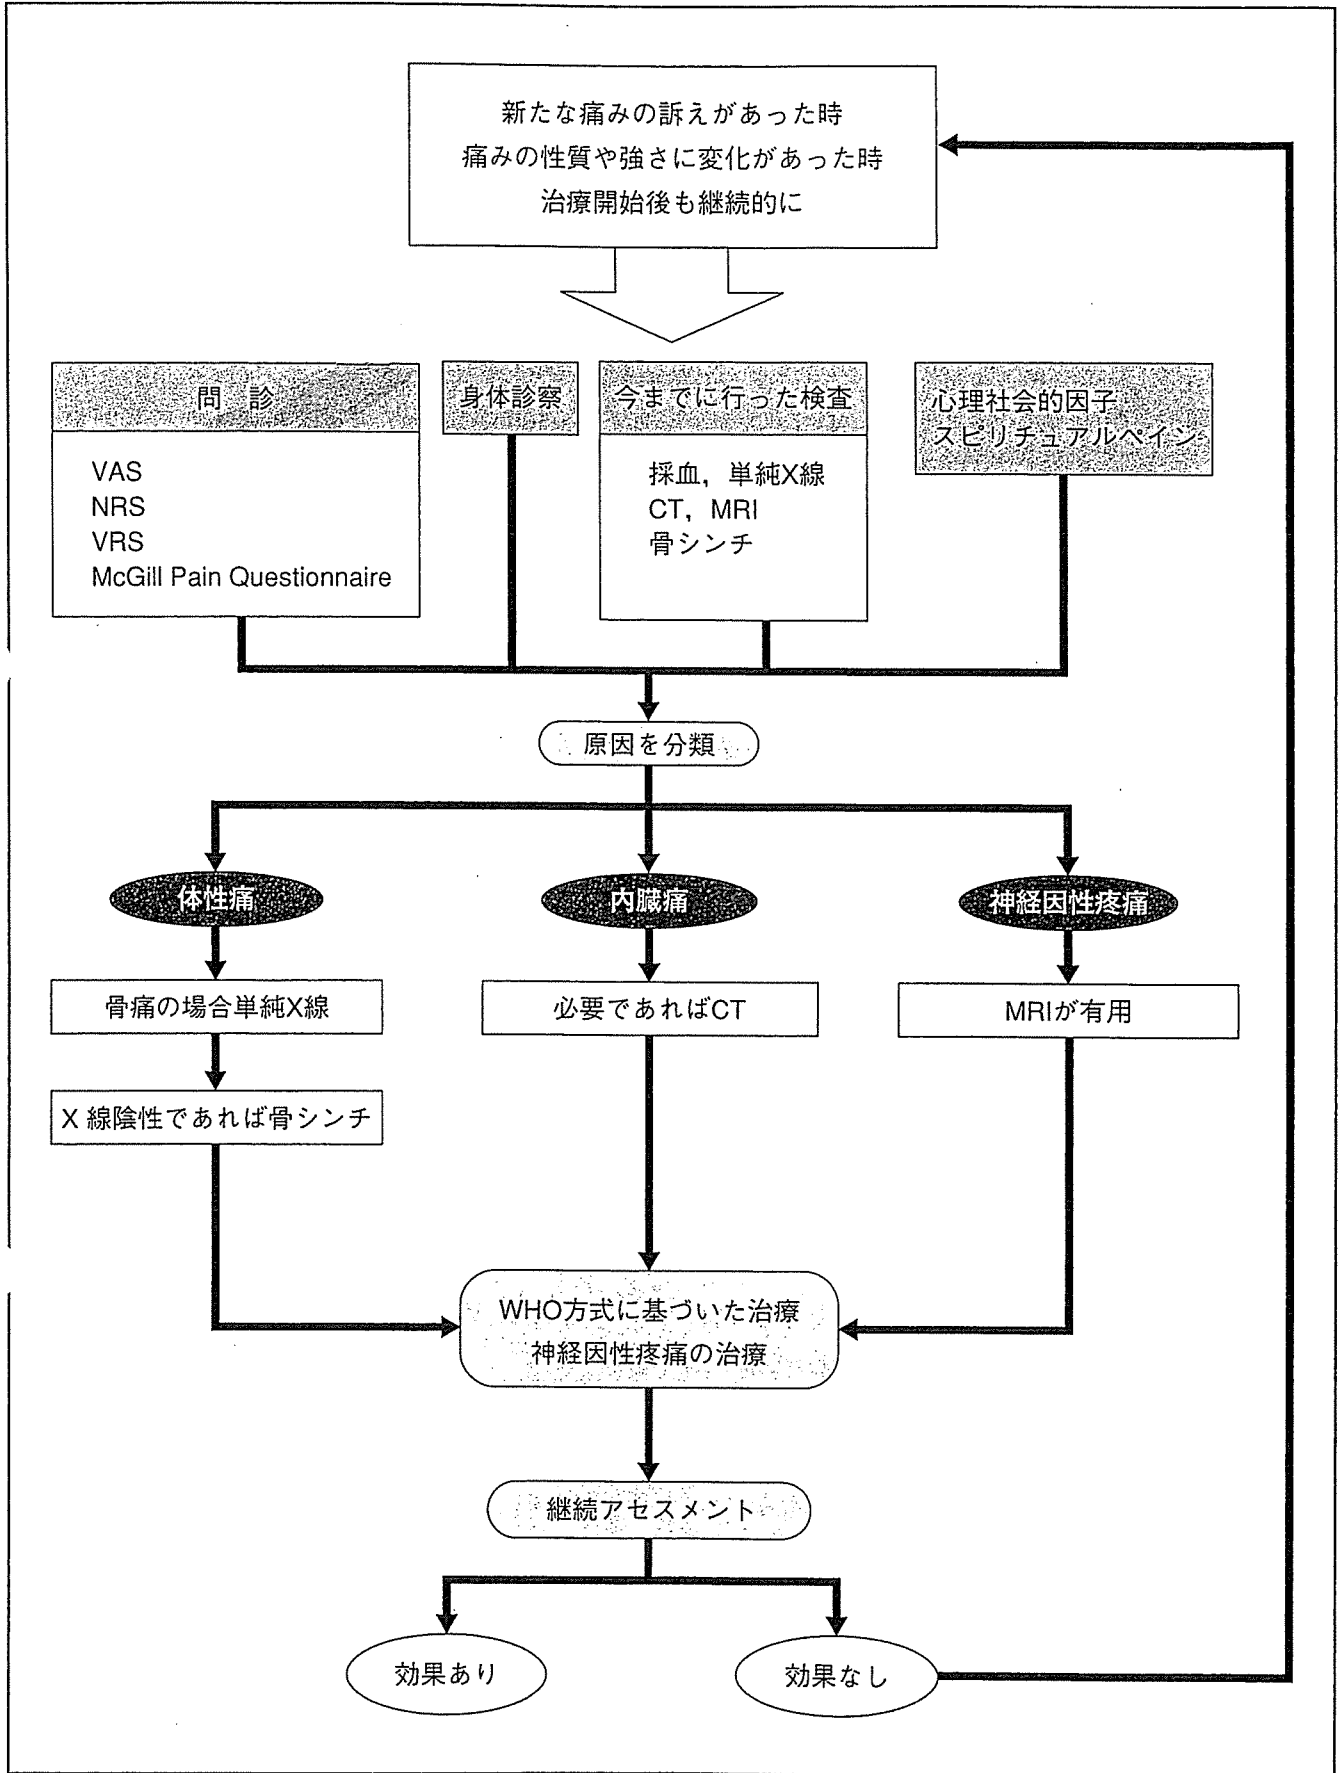 新たな痛みの訴えがあった時
痛みの性質や強さに変化があった時
治療開始後も継続的に
問 診
VAS
NRS
VRS
McGill Pain Questionnaire
身体診察
今までに行った検査
採血，単純X線
CT，MRI
骨シンチ
心理社会的因子
スピリチュアルペイン
原因を分類
体性痛
内臓痛
神経因性疼痛
骨痛の場合単純X線
必要であればCT
MRIが有用
X 線陰性であれば骨シンチ
WHO方式に基づいた治療
神経因性疼痛の治療
継続アセスメント
効果あり
効果なし